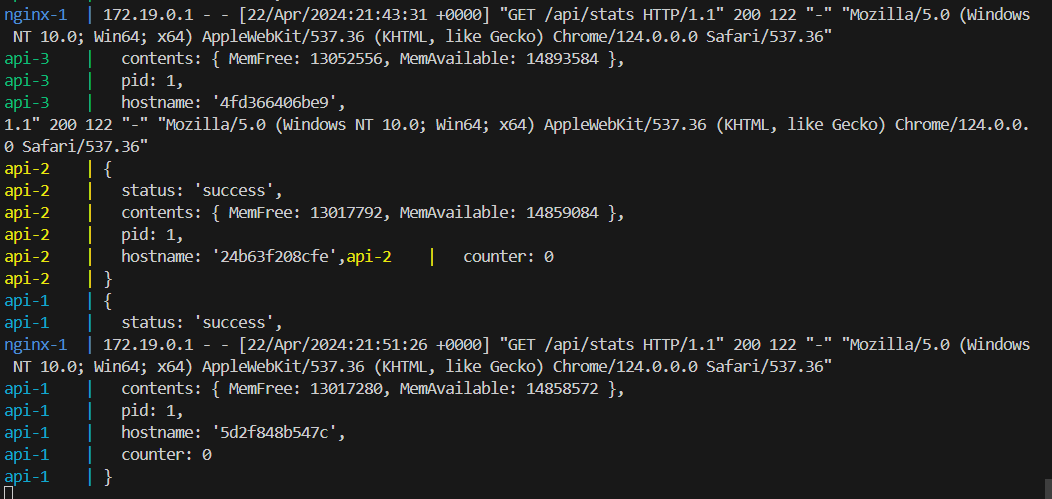 nginx-1  | 172.19.0.1 - - [22/Apr/2024:21:43:31 +0000] "GET /api/stats HTTP/1.1" 200 122 "-" "Mozilla/5.0 (Windows
 NT 10.0; Win64; x64) AppleWebKit/537.36 (KHTML, like Gecko) Chrome/124.0.0.0 Safari/537.36"
api-3    |   contents: { MemFree: 13052556, MemAvailable: 14893584 },
api-3    |   pid: 1,
api-3    |   hostname: '4fd366406be9',
1.1" 200 122 "-" "Mozilla/5.0 (Windows NT 10.0; Win64; x64) AppleWebKit/537.36 (KHTML, like Gecko) Chrome/124.0.0.
0 Safari/537.36"
api-2    | {
api-2    |   status: 'success',
api-2    |   contents: { MemFree: 13017792, MemAvailable: 14859084 },
api-2    |   pid: 1,
api-2    |   hostname: '24b63f208cfe',api-2    |   counter: 0
api-2    | }
api-1    | {
api-1    |   status: 'success',
nginx-1  | 172.19.0.1 - - [22/Apr/2024:21:51:26 +0000] "GET /api/stats HTTP/1.1" 200 122 "-" "Mozilla/5.0 (Windows
 NT 10.0; Win64; x64) AppleWebKit/537.36 (KHTML, like Gecko) Chrome/124.0.0.0 Safari/537.36"
api-1    |   contents: { MemFree: 13017280, MemAvailable: 14858572 },
api-1    |   pid: 1,
api-1    |   hostname: '5d2f848b547c',
api-1    |   counter: 0
api-1    | }